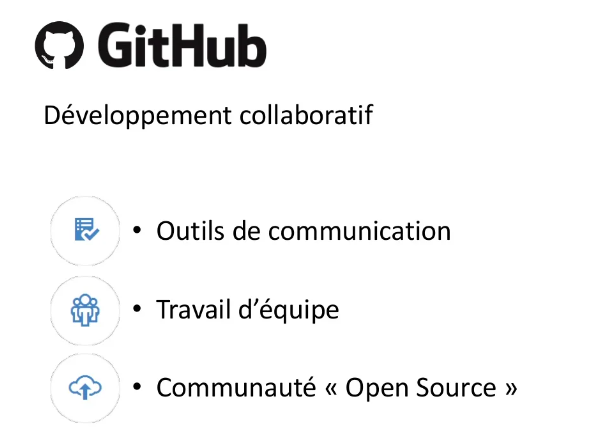 GitHub
Développement collaboratif
• Outils de communication
• Travail d’équipe
• Communauté « Open Source »